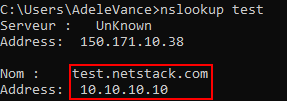 C:\Users\AdeleVance>nslookup test
Serveur :   UnKnown
Address:  150.171.10.38
Nom :    test.netstack.com
Address:  10.10.10.10